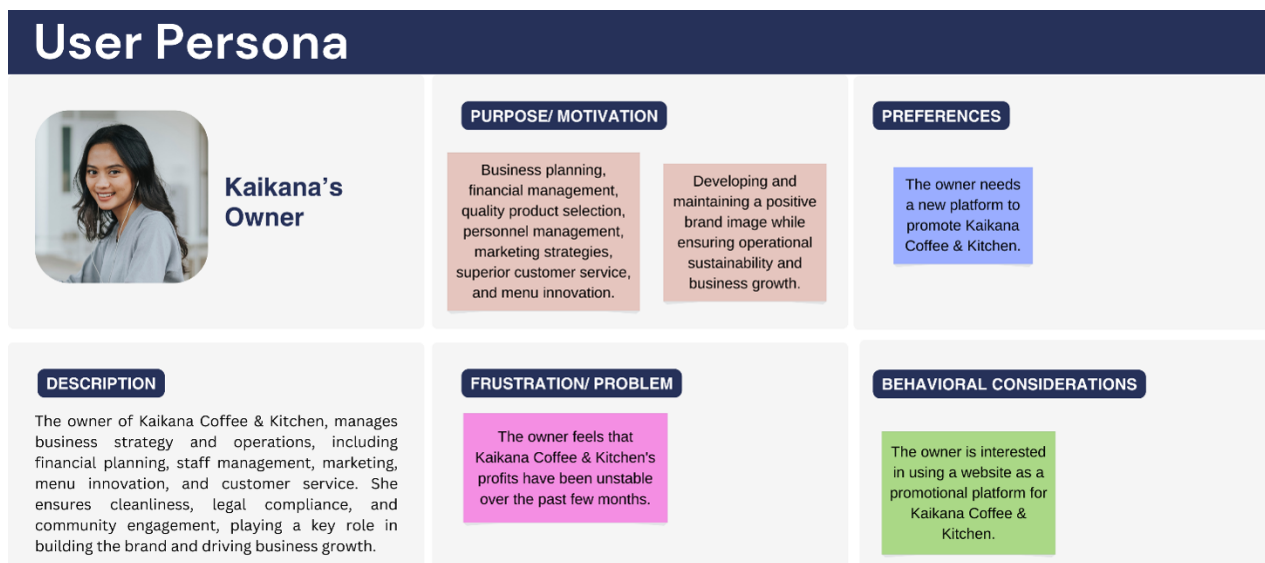 User Persona
Kaikana’s
Owner
PURPOSE/ MOTIVATION
Business planning,
financial management,
quality product selection,
personnel management,
marketing strategies,
superior customer service,
and menu innovation.
Developing and
maintaining a positive
brand image while
ensuring operational
sustainability and
business growth.
PREFERENCES
The owner needs
a new platform to
promote Kaikana
Coffee & Kitchen.
DESCRIPTION
The owner of Kaikana Coffee & Kitchen, manages
business strategy and operations, including
financial planning, staff management, marketing,
menu innovation, and customer service. She
ensures cleanliness, legal compliance, and
community engagement, playing a key role in
building the brand and driving business growth.
FRUSTRATION/ PROBLEM
The owner feels that
Kaikana Coffee & Kitchen's
profits have been unstable
over the past few months.
BEHAVIORAL CONSIDERATIONS
The owner is interested
in using a website as a
promotional platform for
Kaikana Coffee &
Kitchen.